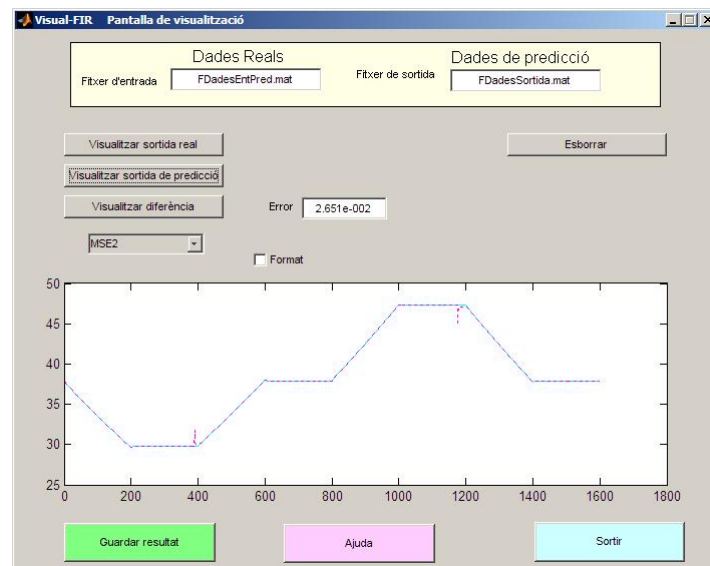 Visual-FIR Pantalla de visualització
Dades Reals
Dades de predicció
Fitxer d'entrada
FDadesEntPred.mat
Fitxer de sortida
FDadesSortida.mat
Visualitzar sortida real
Esborrar
Visualitzar sortida de predicció
Visualitzar diferència
Error
2.651e-002
MSE2
Format
50
45
40
35
30
25
0 200 400 600 800 1000 1200 1400 1600 1800
Guardar resultat
Ajuda
Sortir